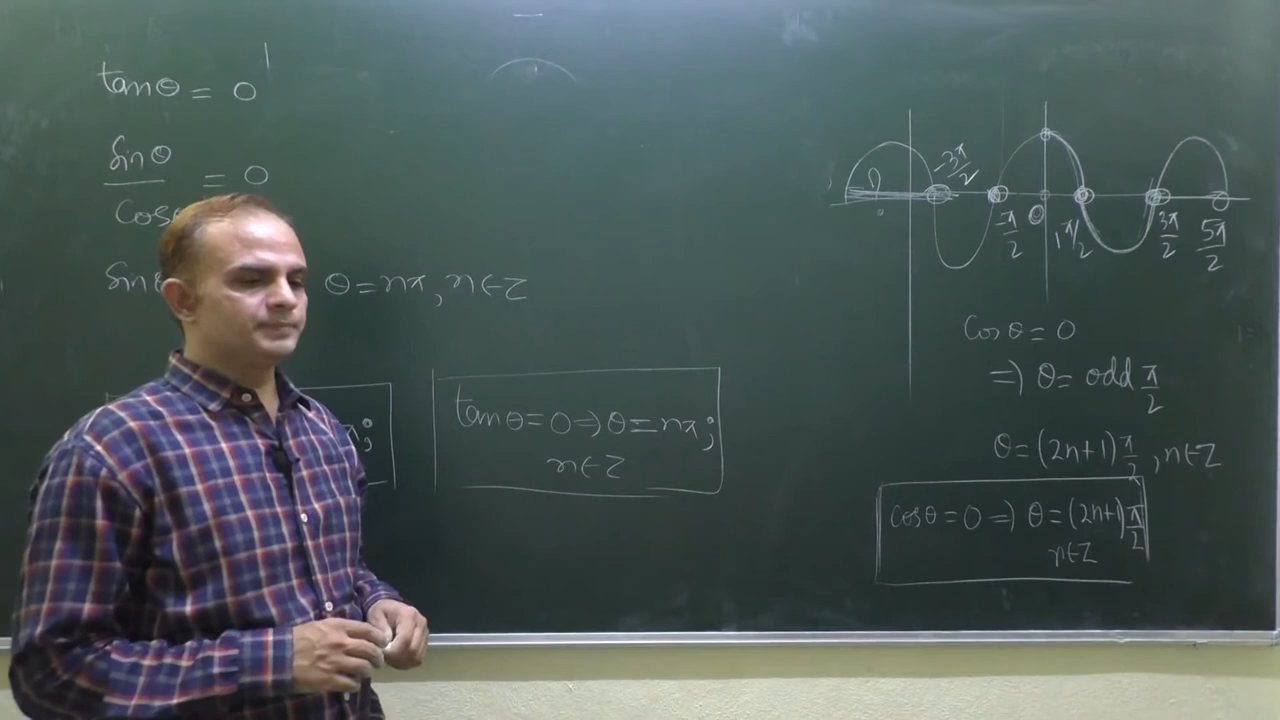 tanθ = 0
sinθ/cosθ = 0
θ = nπ, n∈Z
π;
tanθ = 0 ⇒ θ = nπ;
n∈Z
-3π/2
-π/2 0 π/2 3π/2 5π/2
cosθ = 0
⇒ θ = odd π/2
θ = (2n+1)π/2, n∈Z
cosθ = 0 ⇒ θ = (2n+1)π/2
n∈Z